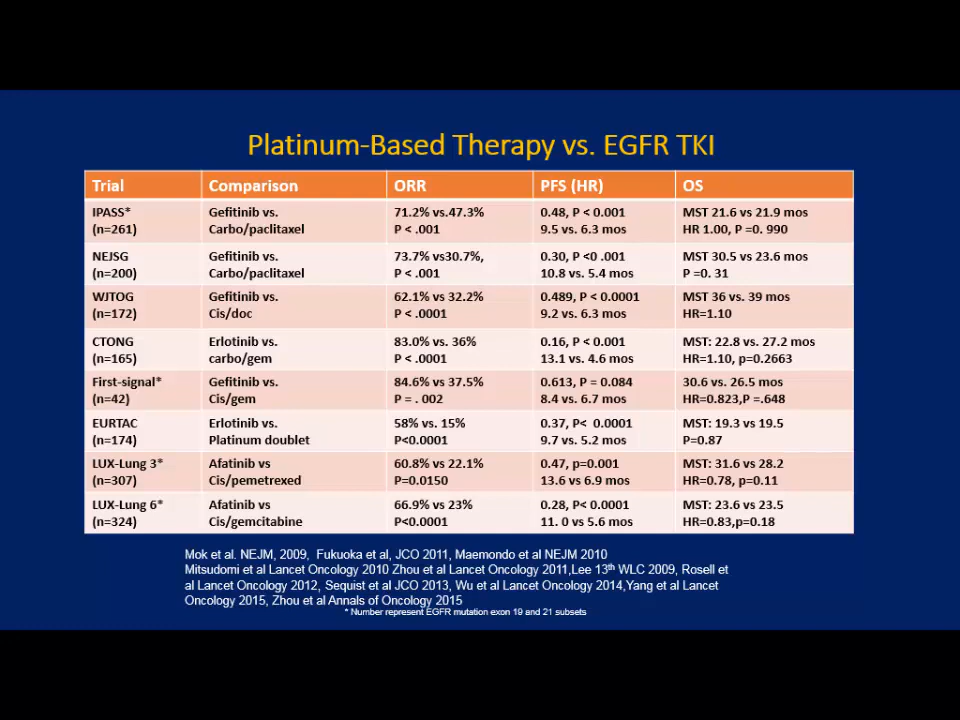 Platinum-Based Therapy vs. EGFR TKI
Trial Comparison ORR PFS (HR) OS
IPASS* Gefitinib vs. 71.2% vs.47.3% 0.48, P < 0.001 MST 21.6 vs 21.9 mos
(n=261) Carbo/paclitaxel P < .001 9.5 vs. 6.3 mos HR 1.00, P =0. 990
NEJSG Gefitinib vs. 73.7% vs30.7%, 0.30, P <0 .001 MST 30.5 vs 23.6 mos
(n=200) Carbo/paclitaxel P < .001 10.8 vs. 5.4 mos P =0. 31
WJTOG Gefitinib vs. 62.1% vs 32.2% 0.489, P < 0.0001 MST 36 vs. 39 mos
(n=172) Cis/doc P < .0001 9.2 vs. 6.3 mos HR=1.10
CTONG Erlotinib vs. 83.0% vs. 36% 0.16, P < 0.001 MST: 22.8 vs. 27.2 mos
(n=165) carbo/gem P < .0001 13.1 vs. 4.6 mos HR=1.10, p=0.2663
First-signal* Gefitinib vs. 84.6% vs 37.5% 0.613, P = 0.084 30.6 vs. 26.5 mos
(n=42) Cis/gem P = . 002 8.4 vs. 6.7 mos HR=0.823,P =.648
EURTAC Erlotinib vs. 58% vs. 15% 0.37, P< 0.0001 MST: 19.3 vs 19.5
(n=174) Platinum doublet P<0.0001 9.7 vs. 5.2 mos P=0.87
LUX-Lung 3* Afatinib vs 60.8% vs 22.1% 0.47, p=0.001 MST: 31.6 vs 28.2
(n=307) Cis/pemetrexed P=0.0150 13.6 vs 6.9 mos HR=0.78, p=0.11
LUX-Lung 6* Afatinib vs 66.9% vs 23% 0.28, P< 0.0001 MST: 23.6 vs 23.5
(n=324) Cis/gemcitabine P<0.0001 11. 0 vs 5.6 mos HR=0.83,p=0.18
Mok et al. NEJM, 2009, Fukuoka et al, JCO 2011, Maemondo et al NEJM 2010
Mitsudomi et al Lancet Oncology 2010 Zhou et al Lancet Oncology 2011,Lee 13th WLC 2009, Rosell et
al Lancet Oncology 2012, Sequist et al JCO 2013, Wu et al Lancet Oncology 2014,Yang et al Lancet
Oncology 2015, Zhou et al Annals of Oncology 2015
* Number represent EGFR mutation exon 19 and 21 subsets